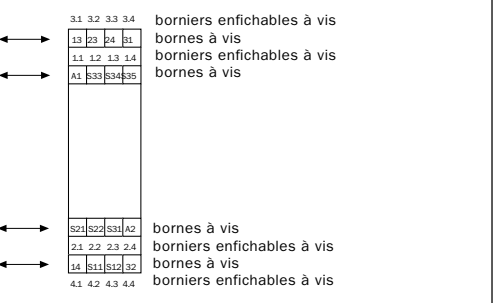 3.1 3.2 3.3 3.4 borniers enfichables à vis
13 23 24 31 bornes à vis
1.1 1.2 1.3 1.4 borniers enfichables à vis
A1 S33 S34 S35 bornes à vis
S21 S22 S31 A2 bornes à vis
2.1 2.2 2.3 2.4 borniers enfichables à vis
14 S11 S12 32 bornes à vis
4.1 4.2 4.3 4.4 borniers enfichables à vis